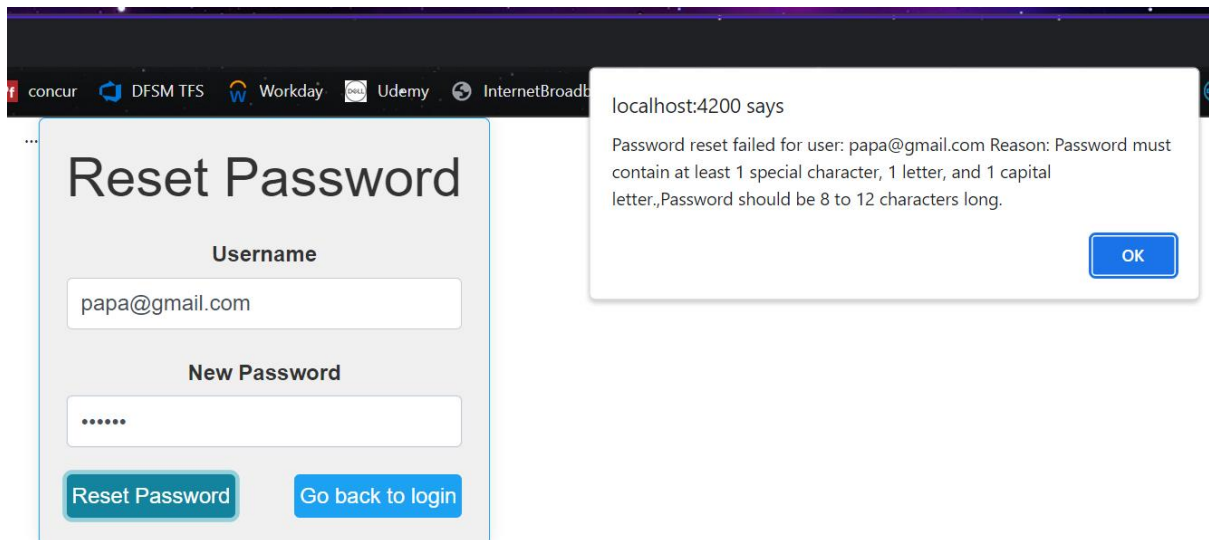 concur DFSM TFS Workday Udemy InternetBroadb
localhost:4200 says
Password reset failed for user: papa@gmail.com Reason: Password must
contain at least 1 special character, 1 letter, and 1 capital
letter.,Password should be 8 to 12 characters long.
OK
...
Reset Password
Username
papa@gmail.com
New Password
••••••
Reset Password Go back to login